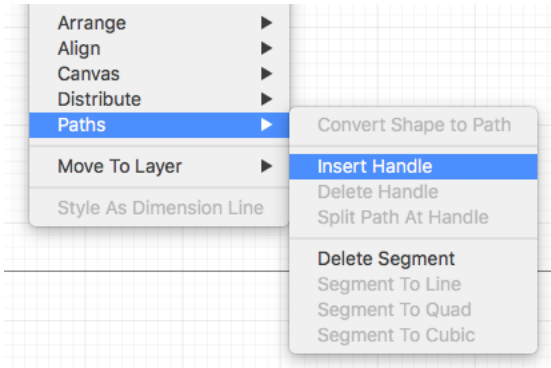 Arrange
Align
Canvas
Distribute
Paths
Move To Layer
Style As Dimension Line
Convert Shape to Path
Insert Handle
Delete Handle
Split Path At Handle
Delete Segment
Segment To Line
Segment To Quad
Segment To Cubic